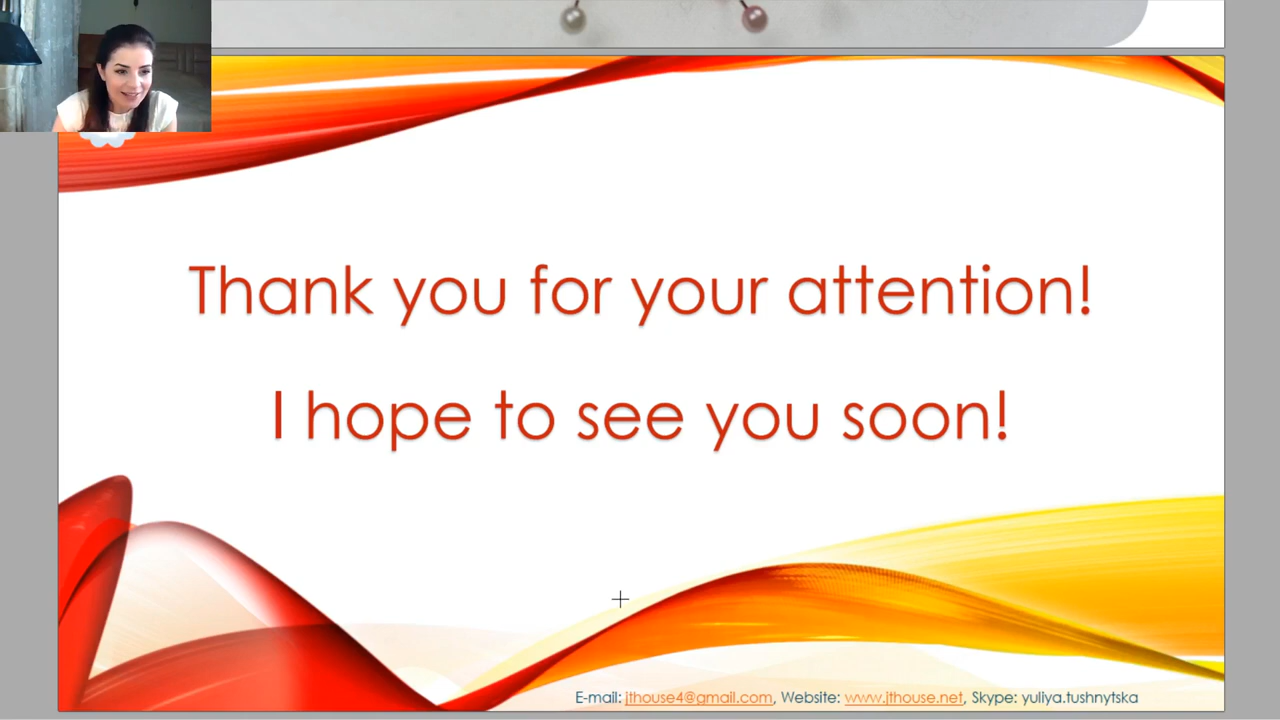 Thank you for your attention!
I hope to see you soon!
E-mail: jthouse4@gmail.com, Website: www.jthouse.net, Skype: yuliya.tushnytska